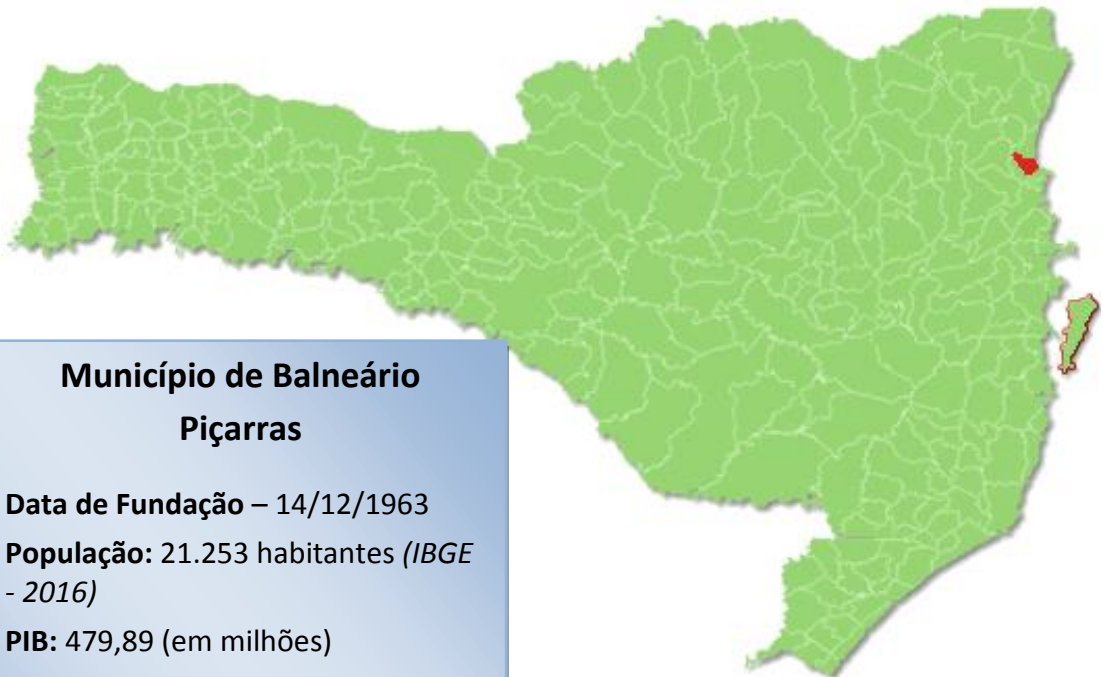 Município de Balneário
Piçarras
Data de Fundação – 14/12/1963
População: 21.253 habitantes (IBGE
- 2016)
PIB: 479,89 (em milhões)